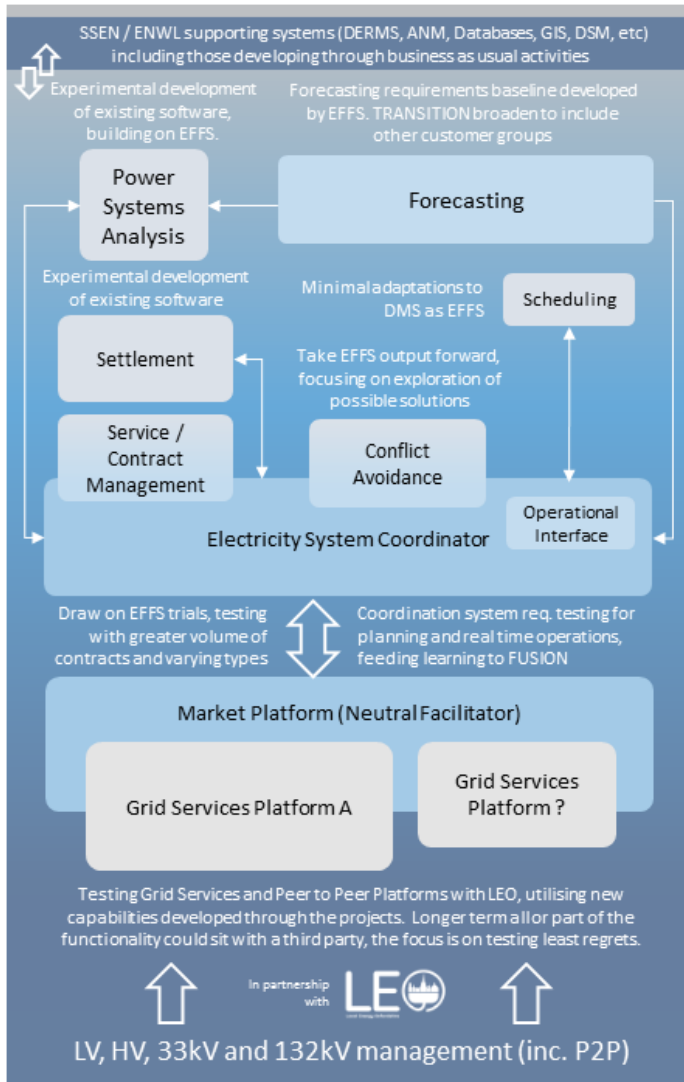 SSEN / ENWL supporting systems (DERMS, ANM, Databases, GIS, DSM, etc)
including those developing through business as usual activities
Experimental development
of existing software,
building on EFFS.
Forecasting requirements baseline developed
by EFFS. TRANSITION broaden to include
other customer groups
Power
Systems
Analysis
Forecasting
Experimental development
of existing software
Minimal adaptations to
DMS as EFFS
Scheduling
Settlement
Take EFFS output forward,
focusing on exploration of
possible solutions
Service /
Contract
Management
Conflict
Avoidance
Operational
Interface
Electricity System Coordinator
Draw on EFFS trials, testing
with greater volume of
contracts and varying types
Coordination system req. testing for
planning and real time operations,
feeding learning to FUSION
Market Platform (Neutral Facilitator)
Grid Services Platform A
Grid Services
Platform ?
Testing Grid Services and Peer to Peer Platforms with LEO, utilising new
capabilities developed through the projects. Longer term all or part of the
functionality could sit with a third party, the focus is on testing least regrets.
In partnership
with
LEO
LV, HV, 33kV and 132kV management (inc. P2P)